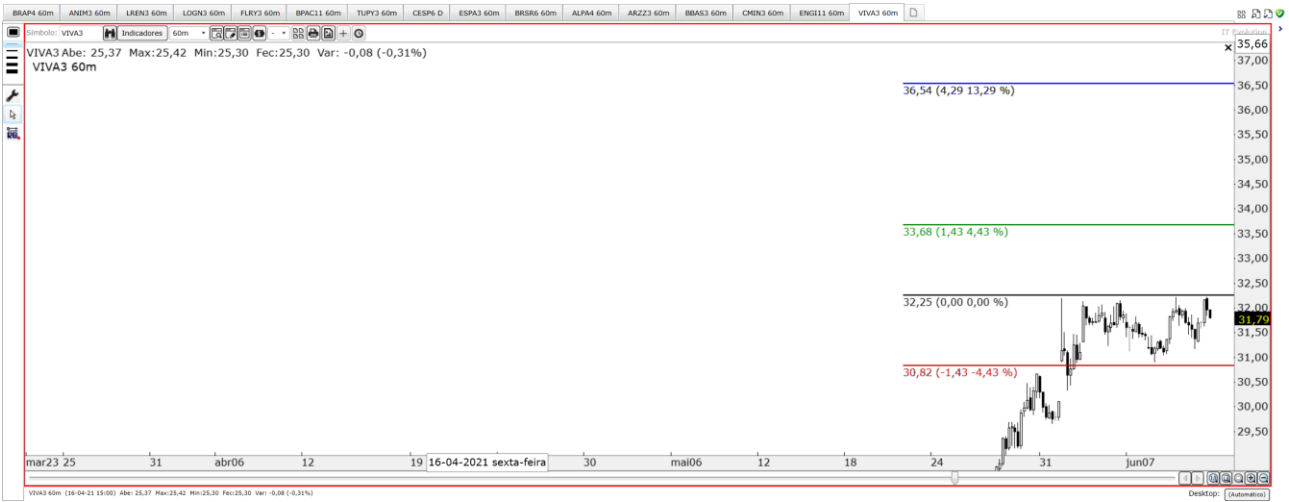 BRAP4 60m ANIM3 60m LREN3 60m LOGN3 60m FLRY3 60m BPAC11 60m TUPY3 60m CESP6 D ESPA3 60m BRSR6 60m ALPA4 60m ARZZ3 60m BBAS3 60m CMIN3 60m ENGI11 60m VIVA3 60m
Símbolo: VIVA3 Indicadores 60m - IT Evolution
VIVA3 Abe: 25,37 Max:25,42 Min:25,30 Fec:25,30 Var: -0,08 (-0,31%)
VIVA3 60m
35,66
37,00
36,54 (4,29 13,29 %)
36,50
36,00
35,50
35,00
34,50
34,00
33,68 (1,43 4,43 %)
33,50
33,00
32,50
32,25 (0,00 0,00 %)
32,00
31,79
31,50
31,00
30,82 (-1,43 -4,43 %)
30,50
30,00
29,50
mar23 25 31 abr06 12 19 16-04-2021 sexta-feira 30 mai06 12 18 24 31 jun07
VIVA3 60m (16-04-21 15:00) Abe: 25,37 Max:25,42 Min:25,30 Fec:25,30 Var: -0,08 (-0,31%)
Desktop: (Automático)